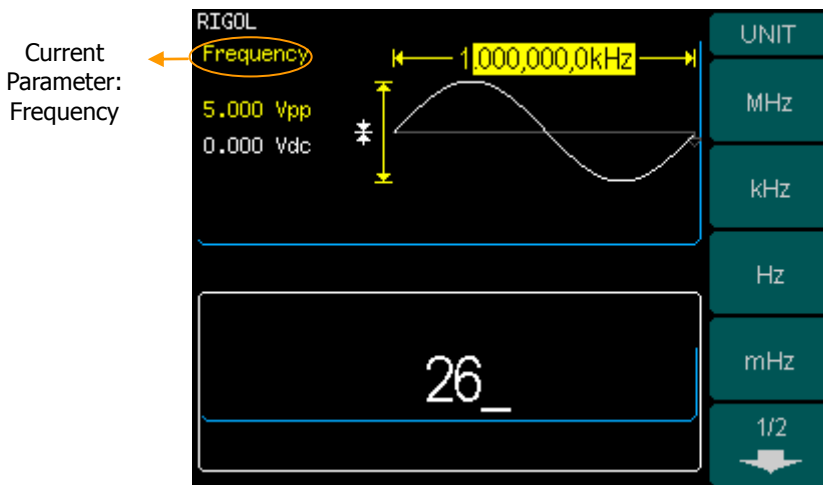 Current
Parameter:
Frequency
RIGOL
Frequency
1,000,000,0kHz
5.000 Vpp
0.000 Vdc
26_
UNIT
MHz
kHz
Hz
mHz
1/2